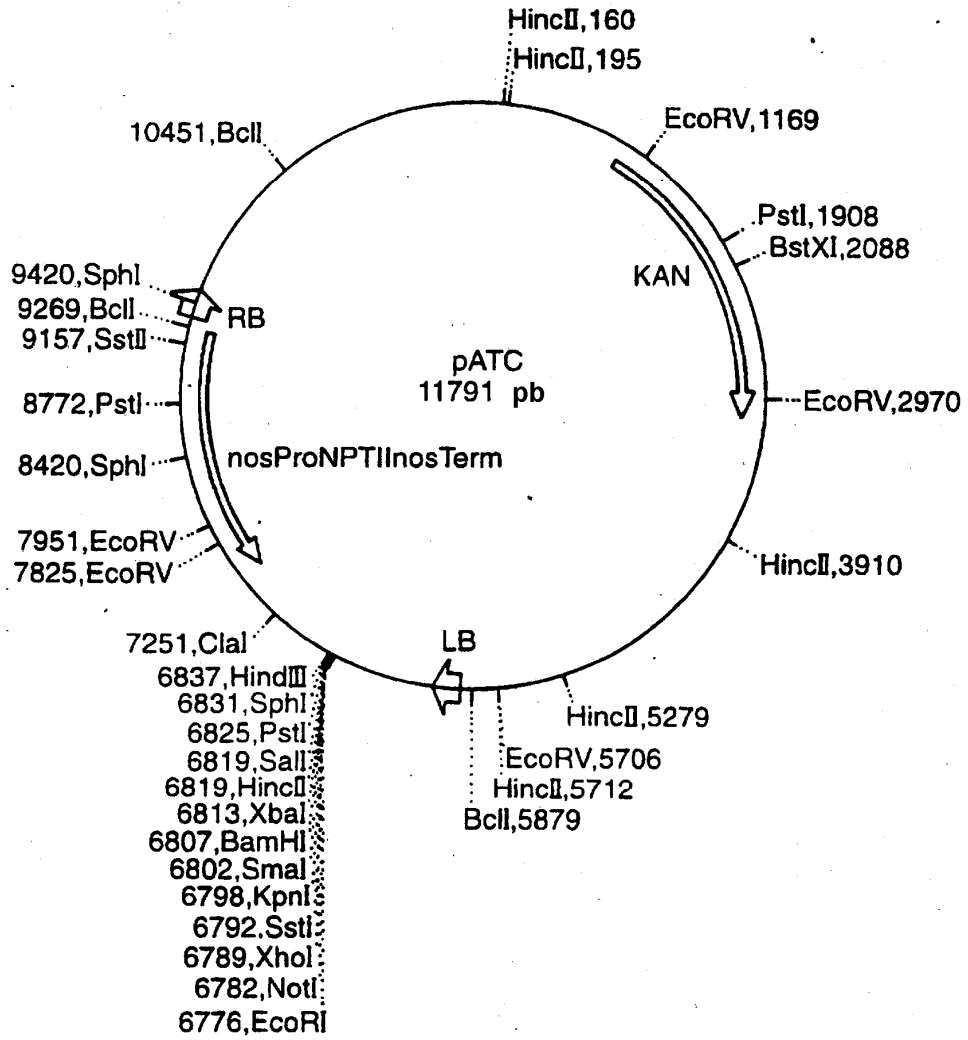 HincⅡ,160
HincⅡ,195
EcoRV,1169
10451,BclI
PstI,1908
BstXI,2088
KAN
9420,SphI
9269,BclI
RB
9157,SstⅡ
pATC
11791 pb
8772,PstI
EcoRV,2970
nosProNPTIInosTerm
8420,SphI
7951,EcoRV
7825,EcoRV
HincⅡ,3910
7251,ClaI
LB
6837,HindⅢ
6831,SphI
6825,PstI
6819,SalI
6819,HincⅡ
6813,XbaI
6807,BamHI
6802,SmaI
6798,KpnI
6792.SstI
6789,XhoI
6782,NotI
6776,EcoRI
HincⅡ,5279
EcoRV,5706
HincⅡ,5712
BclI,5879